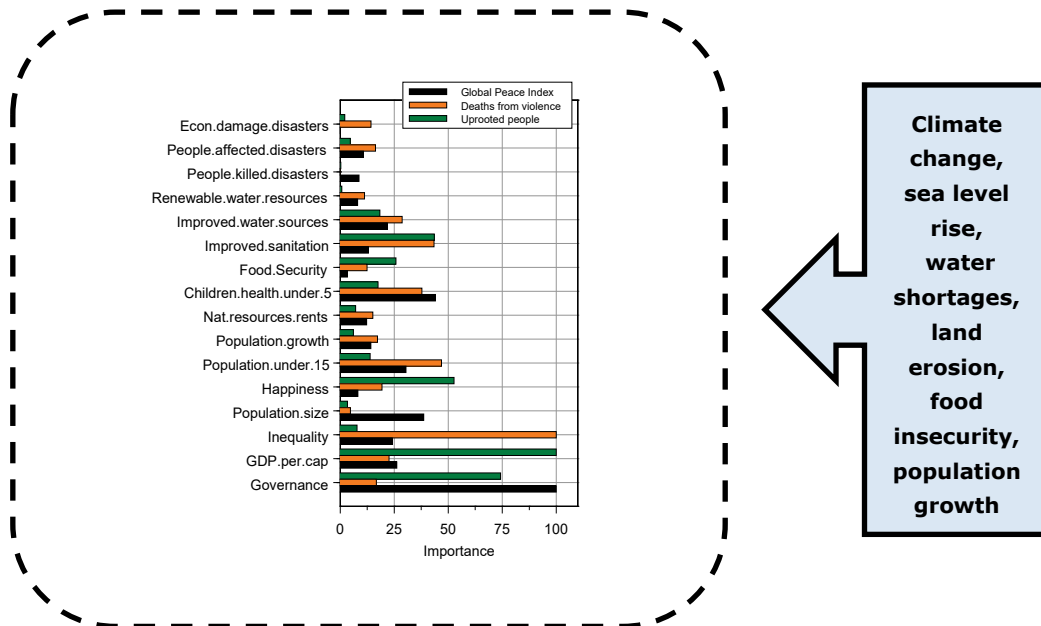 Global Peace Index
Deaths from violence
Uprooted people
Econ.damage.disasters
People.affected.disasters
People.killed.disasters
Renewable.water.resources
Improved.water.sources
Improved.sanitation
Food.Security
Children.health.under.5
Nat.resources.rents
Population.growth
Population.under.15
Happiness
Population.size
Inequality
GDP.per.cap
Governance
0 25 50 75 100
Importance
Climate
change,
sea level
rise,
water
shortages,
land
erosion,
food
insecurity,
population
growth